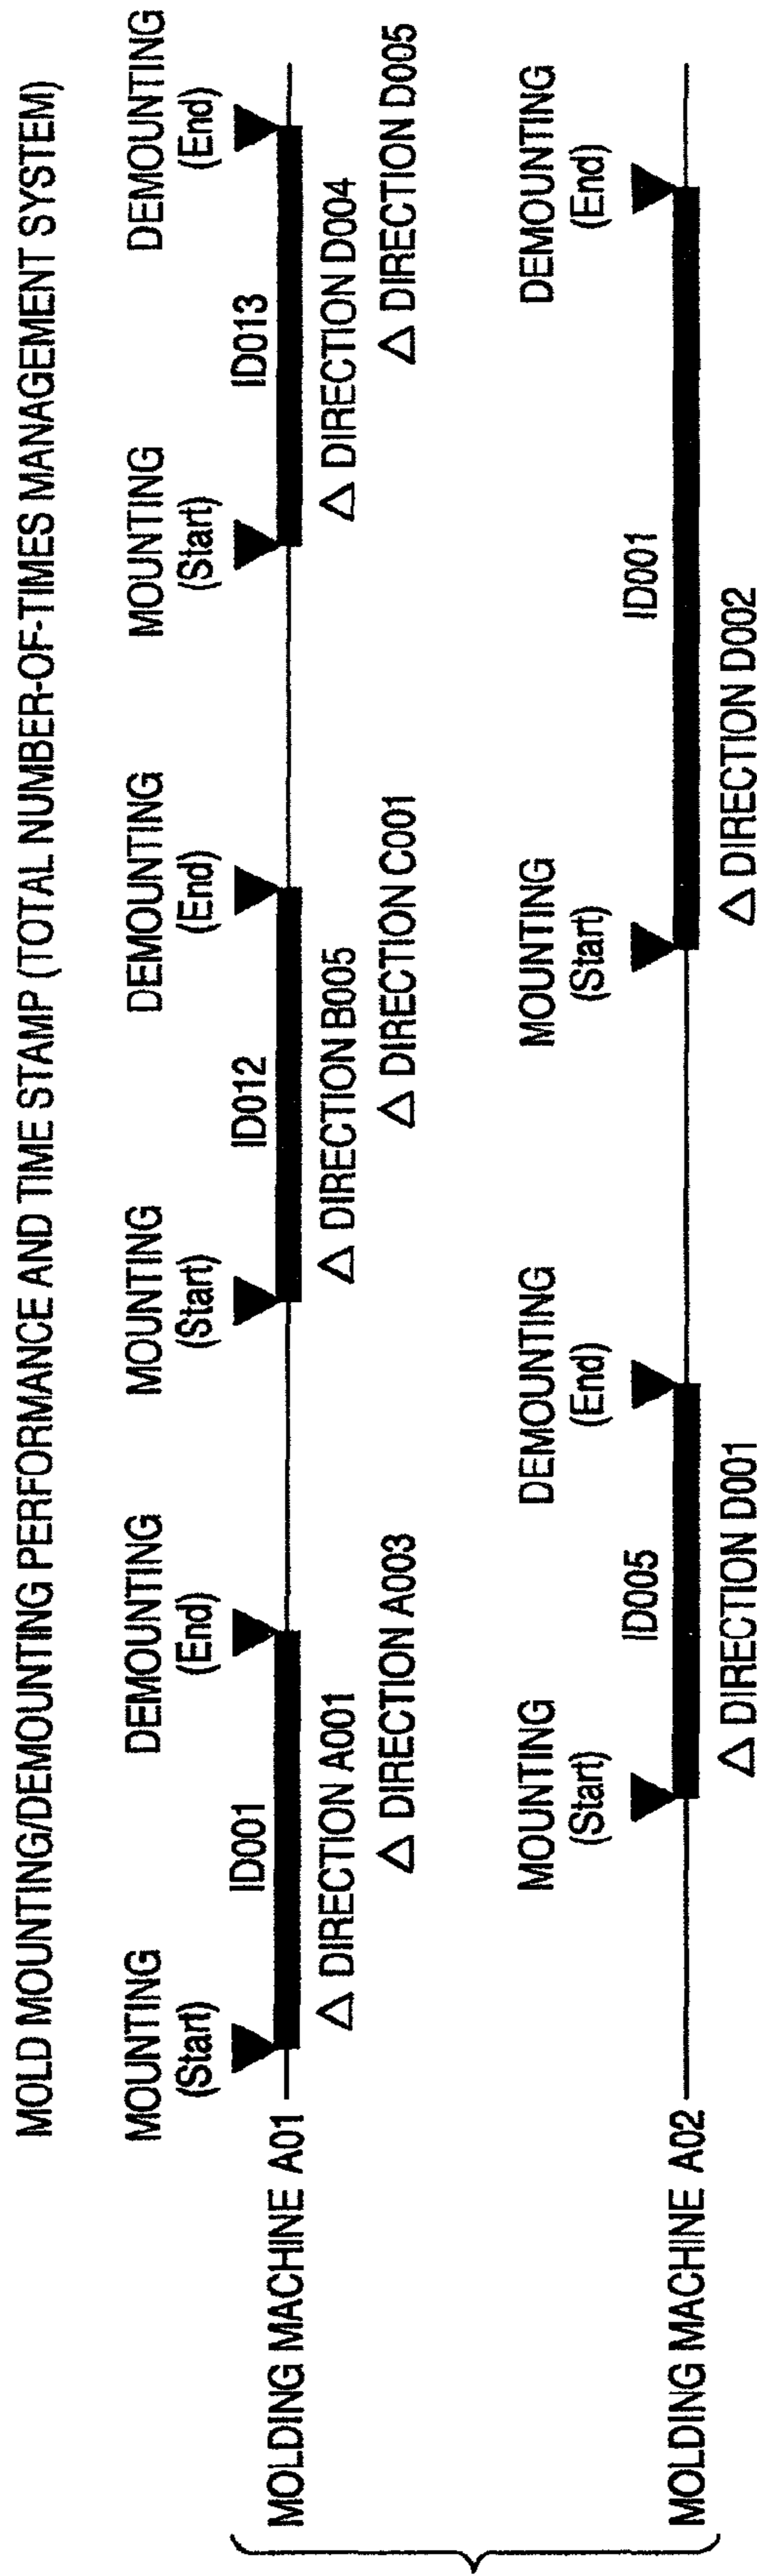 MOLD MOUNTING/DEMOUNTING PERFORMANCE AND TIME STAMP (TOTAL NUMBER-OF-TIMES MANAGEMENT SYSTEM)
MOUNTING
(Start)
DEMOUNTING
(End)
MOUNTING
(Start)
DEMOUNTING
(End)
MOUNTING
(Start)
DEMOUNTING
(End)
ID001
ID012
ID013
MOLDING MACHINE A01
△ DIRECTION A001
△ DIRECTION B005
△ DIRECTION D004
△ DIRECTION A003
△ DIRECTION C001
△ DIRECTION D005
MOUNTING
(Start)
DEMOUNTING
(End)
MOUNTING
(Start)
DEMOUNTING
(End)
ID005
ID001
MOLDING MACHINE A02
△ DIRECTION D001
△ DIRECTION D002